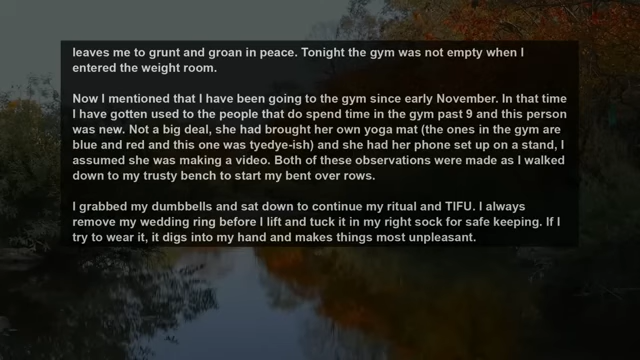 leaves me to grunt and groan in peace. Tonight the gym was not empty when I
entered the weight room.
Now I mentioned that I have been going to the gym since early November. In that time
I have gotten used to the people that do spend time in the gym past 9 and this person
was new. Not a big deal, she had brought her own yoga mat (the ones in the gym are
blue and red and this one was tyedye-ish) and she had her phone set up on a stand, I
assumed she was making a video. Both of these observations were made as I walked
down to my trusty bench to start my bent over rows.
I grabbed my dumbbells and sat down to continue my ritual and TIFU. I always
remove my wedding ring before I lift and tuck it in my right sock for safe keeping. If I
try to wear it, it digs into my hand and makes things most unpleasant.